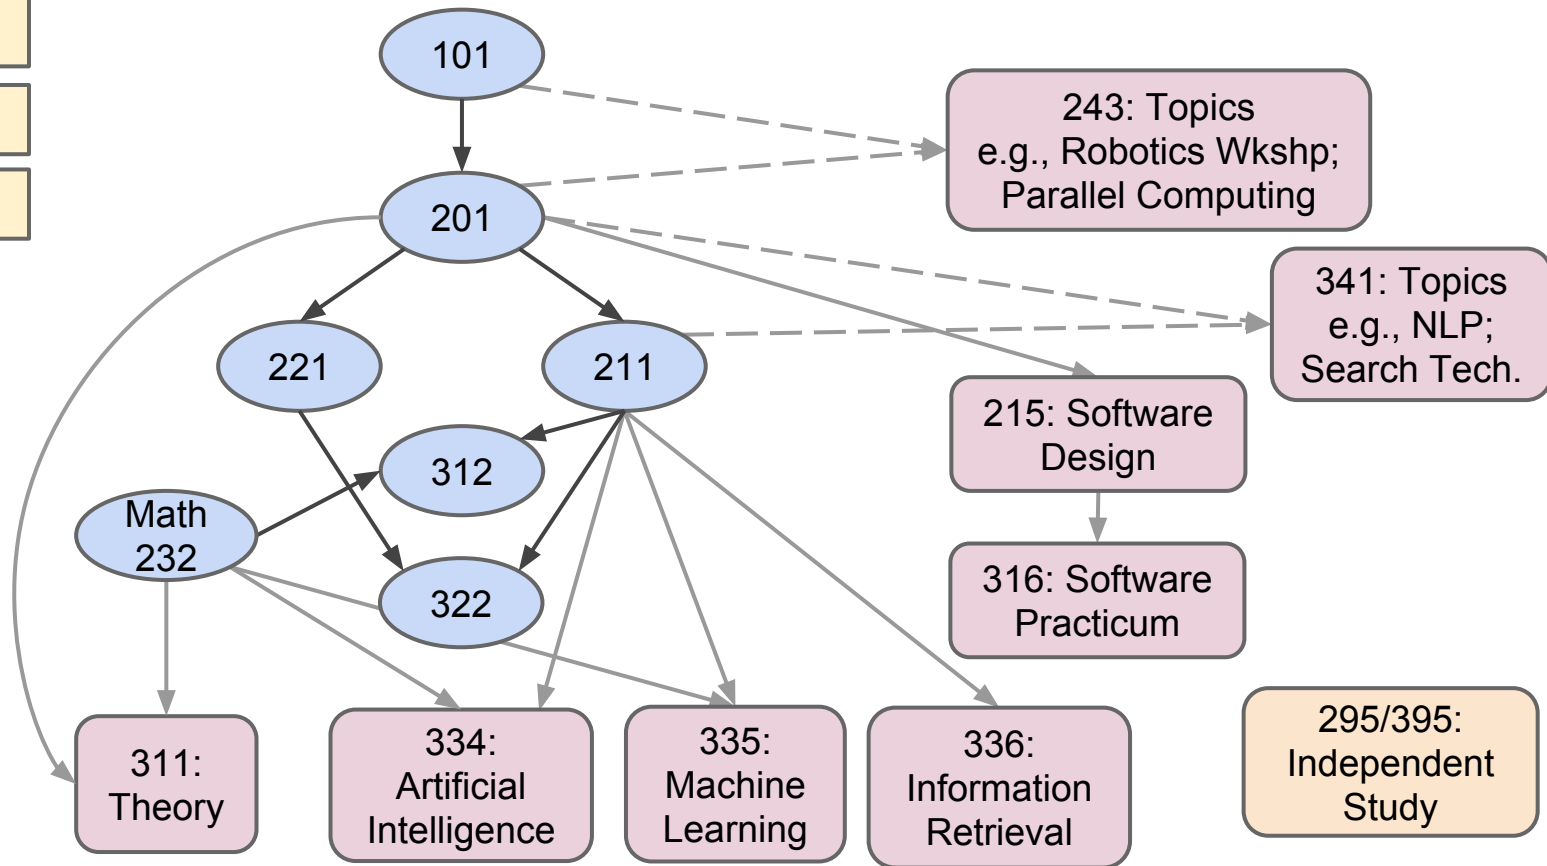 101
243: Topics
e.g., Robotics Wkshp;
Parallel Computing
201
341: Topics
e.g., NLP;
Search Tech.
221
211
215: Software
Design
312
Math
232
322
316: Software
Practicum
311:
Theory
334:
Artificial
Intelligence
335:
Machine
Learning
336:
Information
Retrieval
295/395:
Independent
Study